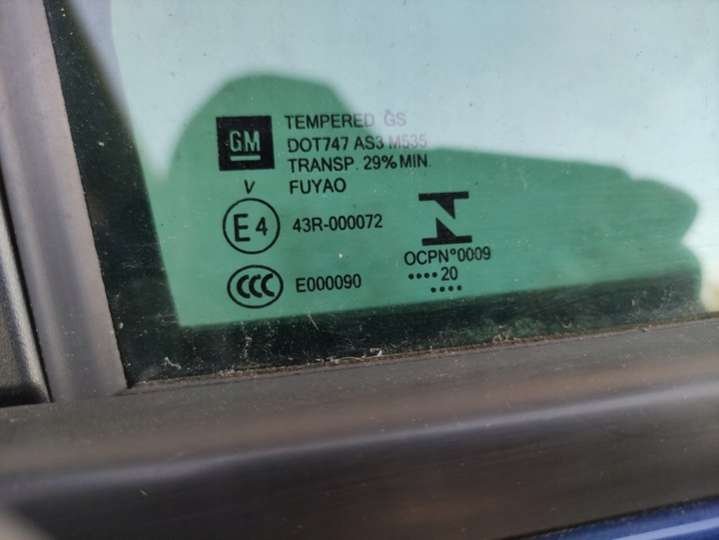 GM
TEMPERED GS
DOT747 AS3 M535
TRANSP. 29% MIN.
V FUYAO
E4 43R-000072
CCC E000090
N
OCPN°0009
•••• 20
••••